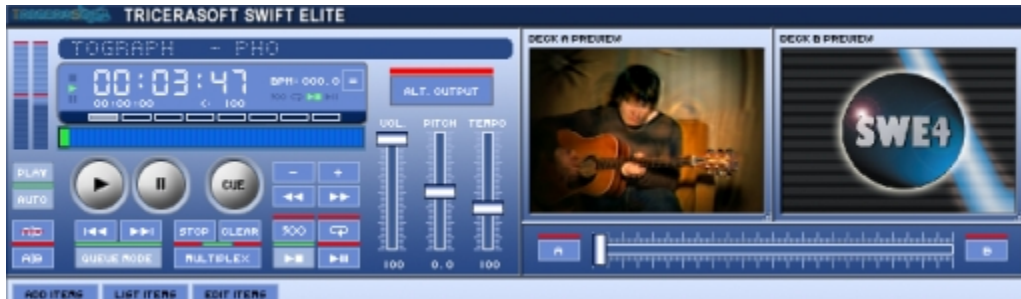 TRICERASOFT TRICERASOFT SWIFT ELITE
TOGRAPH - PHO
DECK A PREVIEW
DECK B PREVIEW
00:03:47
BPM: 000.0
00:00:00
100
ALT. OUTPUT
VOL. PITCH TEMPO
SWE4
PLAY
AUTO
CUE
- +
STOP CLEAR
A|B
QUEUE MODE
MULTIPLEX
100 0.0 100
A
B
ADD ITEMS LIST ITEMS EDIT ITEMS